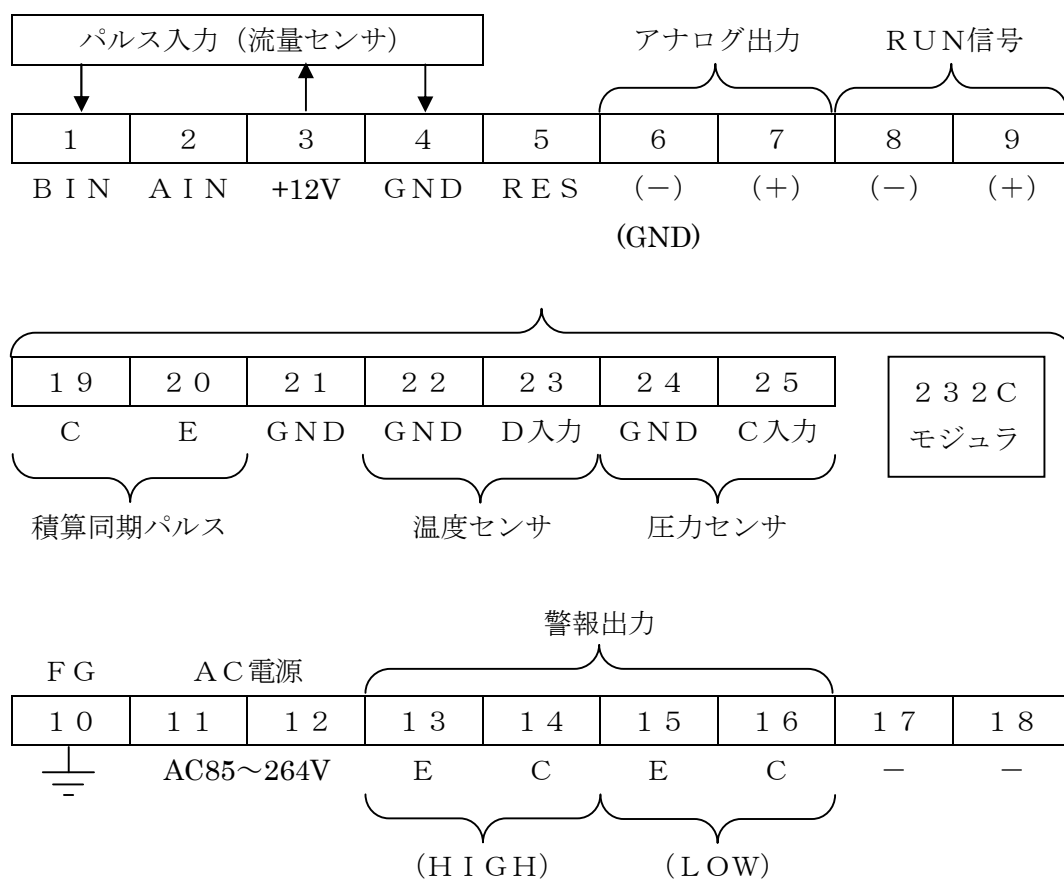 パルス入力（流量センサ） アナログ出力 ＲＵＮ信号
１ ２ ３ ４ ５ ６ ７ ８ ９
ＢＩＮ ＡＩＮ +12V ＧＮＤ ＲＥＳ （－） （＋） （－） （＋）
(GND)
１９ ２０ ２１ ２２ ２３ ２４ ２５
２３２Ｃ
モジュラ
Ｃ Ｅ ＧＮＤ ＧＮＤ Ｄ入力 ＧＮＤ Ｃ入力
積算同期パルス 温度センサ 圧力センサ
警報出力
ＦＧ ＡＣ電源
１０ １１ １２ １３ １４ １５ １６ １７ １８
AC85～264V Ｅ Ｃ Ｅ Ｃ － －
（ＨＩＧＨ） （ＬＯＷ）